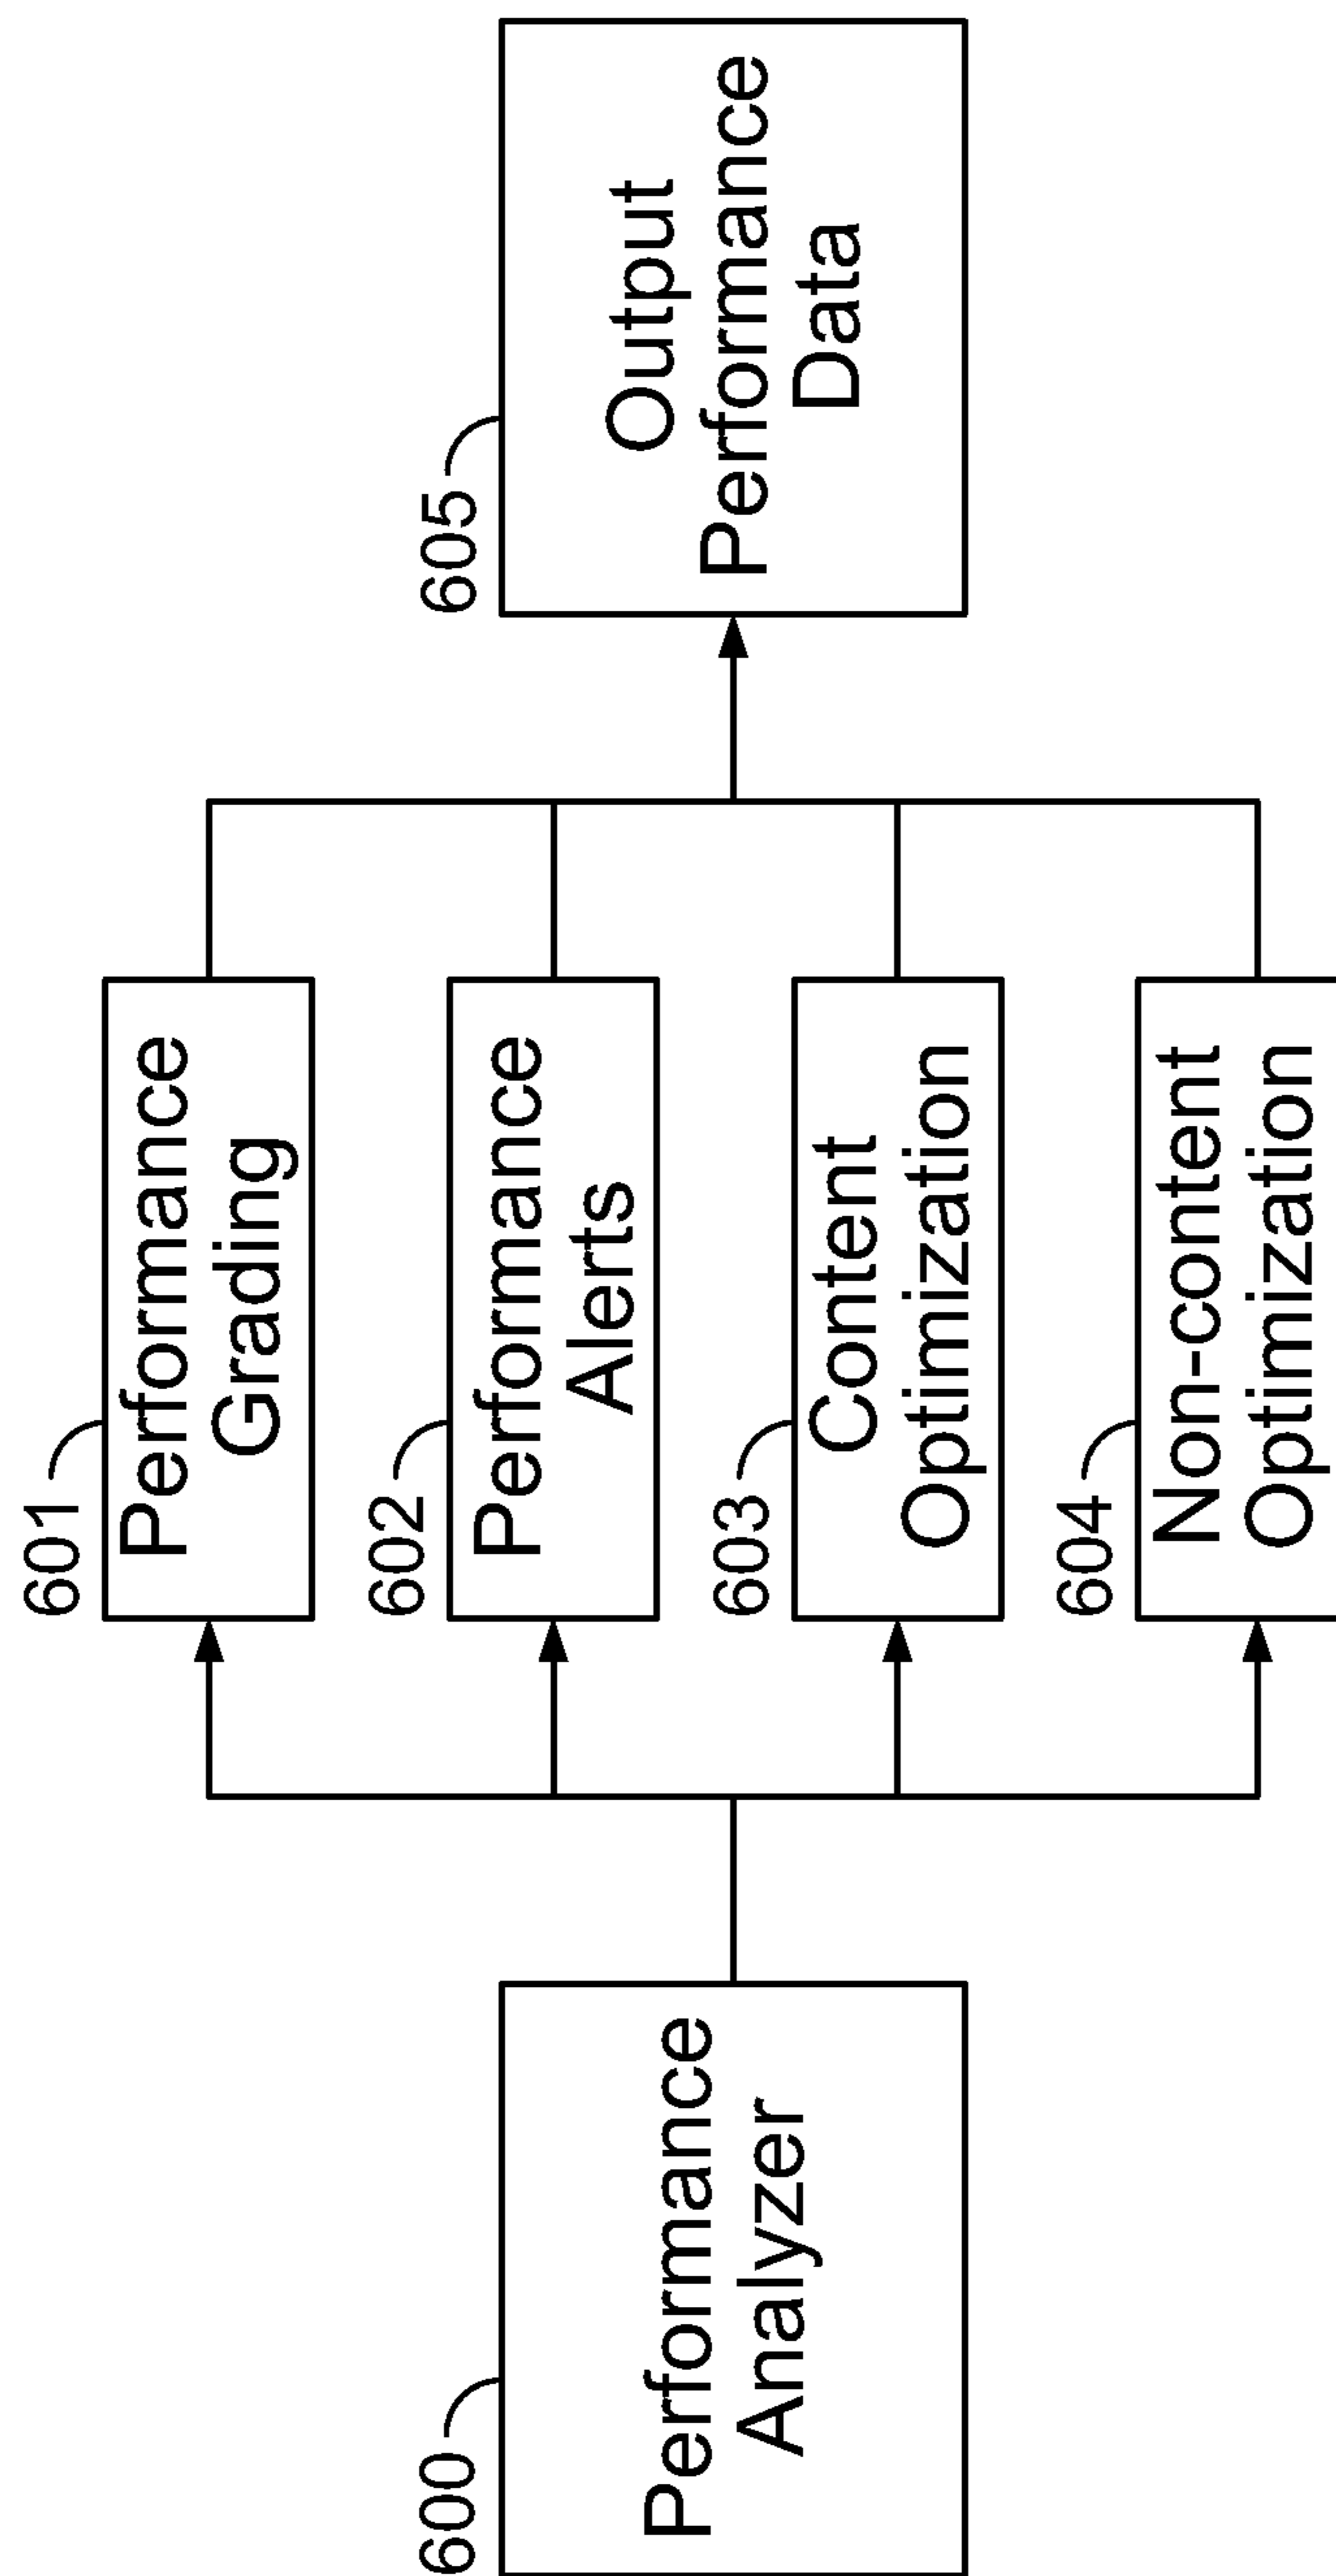 600
Performance
Analyzer
601
Performance
Grading
602
Performance
Alerts
603
Content
Optimization
604
Non-content
Optimization
605
Output
Performance
Data